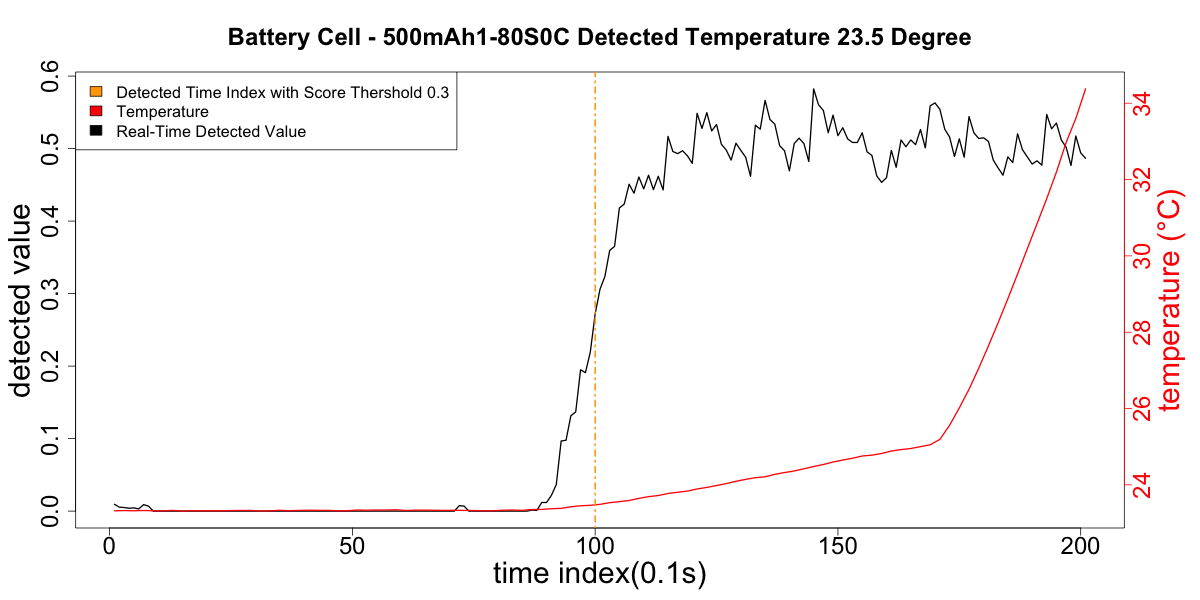 Battery Cell - 500mAh1-80S0C Detected Temperature 23.5 Degree
Detected Time Index with Score Thershold 0.3
Temperature
Real-Time Detected Value
detected value
0.0 0.1 0.2 0.3 0.4 0.5 0.6
temperature (°C)
24 26 28 30 32 34
0 50 100 150 200
time index(0.1s)